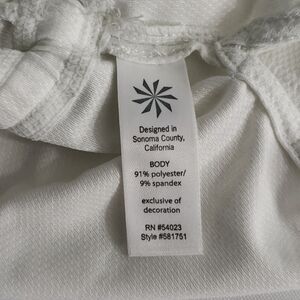 Designed in
Sonoma County,
California
BODY
91% polyester/
9% spandex
exclusive of
decoration
RN #54023
Style #581751